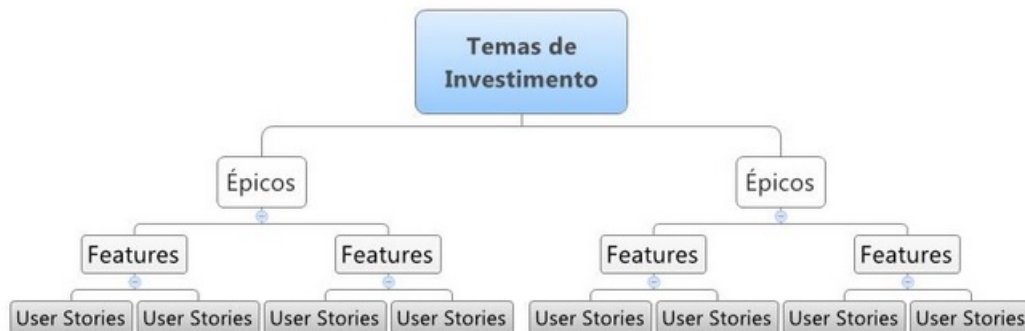 Temas de
Investimento
Épicos
Épicos
Features
Features
Features
Features
User Stories
User Stories
User Stories
User Stories
User Stories
User Stories
User Stories
User Stories